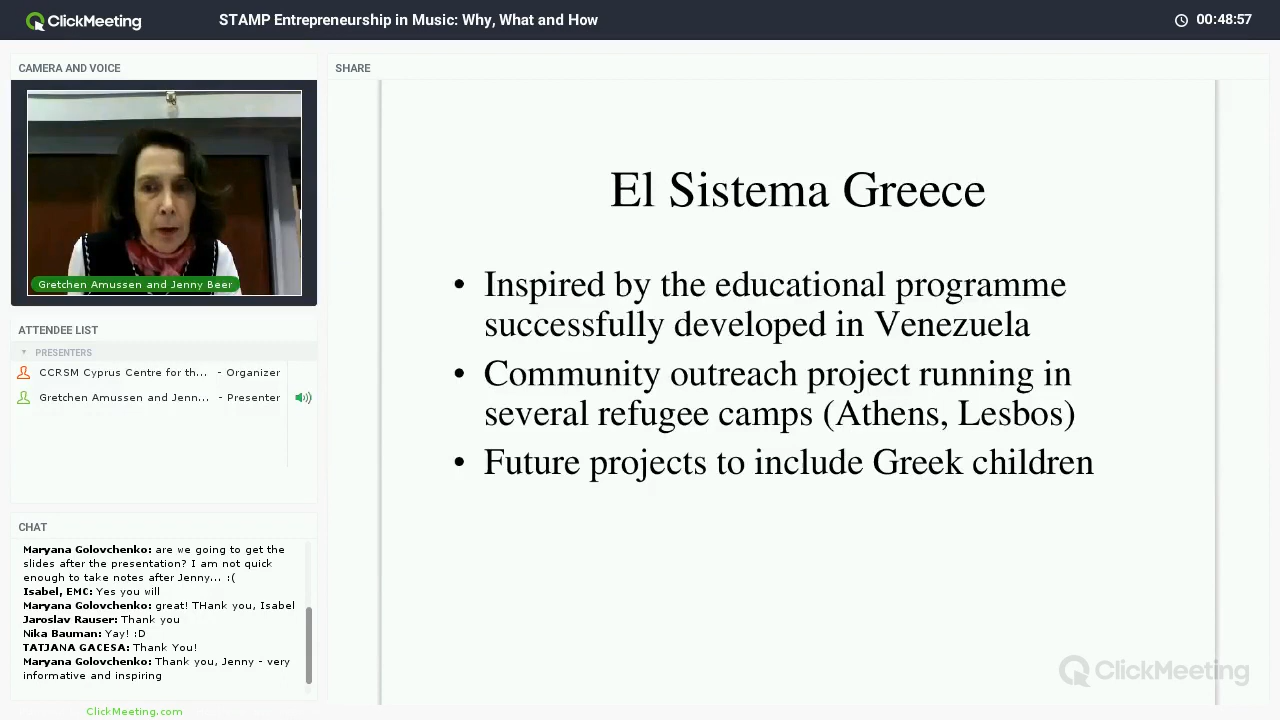 ClickMeeting
STAMP Entrepreneurship in Music: Why, What and How
00:48:57
CAMERA AND VOICE
Gretchen Amussen and Jenny Beer
ATTENDEE LIST
PRESENTERS
CCRSM Cyprus Centre for th... - Organizer
Gretchen Amussen and Jenn... - Presenter
CHAT
Maryana Golovchenko: are we going to get the
slides after the presentation? I am not quick
enough to take notes after Jenny... :(
Isabel, EMC: Yes you will
Maryana Golovchenko: great! THank you, Isabel
Jaroslav Rauser: Thank you
Nika Bauman: Yay! :D
TATJANA GACESA: Thank You!
Maryana Golovchenko: Thank you, Jenny - very
informative and inspiring
ClickMeeting.com
SHARE
El Sistema Greece
• Inspired by the educational programme
successfully developed in Venezuela
• Community outreach project running in
several refugee camps (Athens, Lesbos)
• Future projects to include Greek children
ClickMeeting